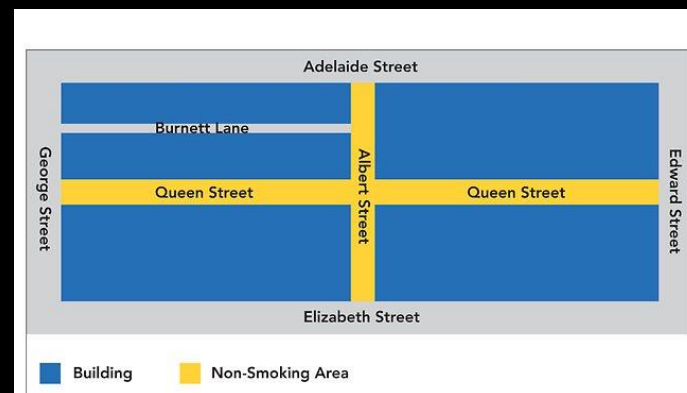 Adelaide Street
Burnett Lane
George Street
Albert Street
Edward Street
Queen Street
Queen Street
Elizabeth Street
Building
Non-Smoking Area